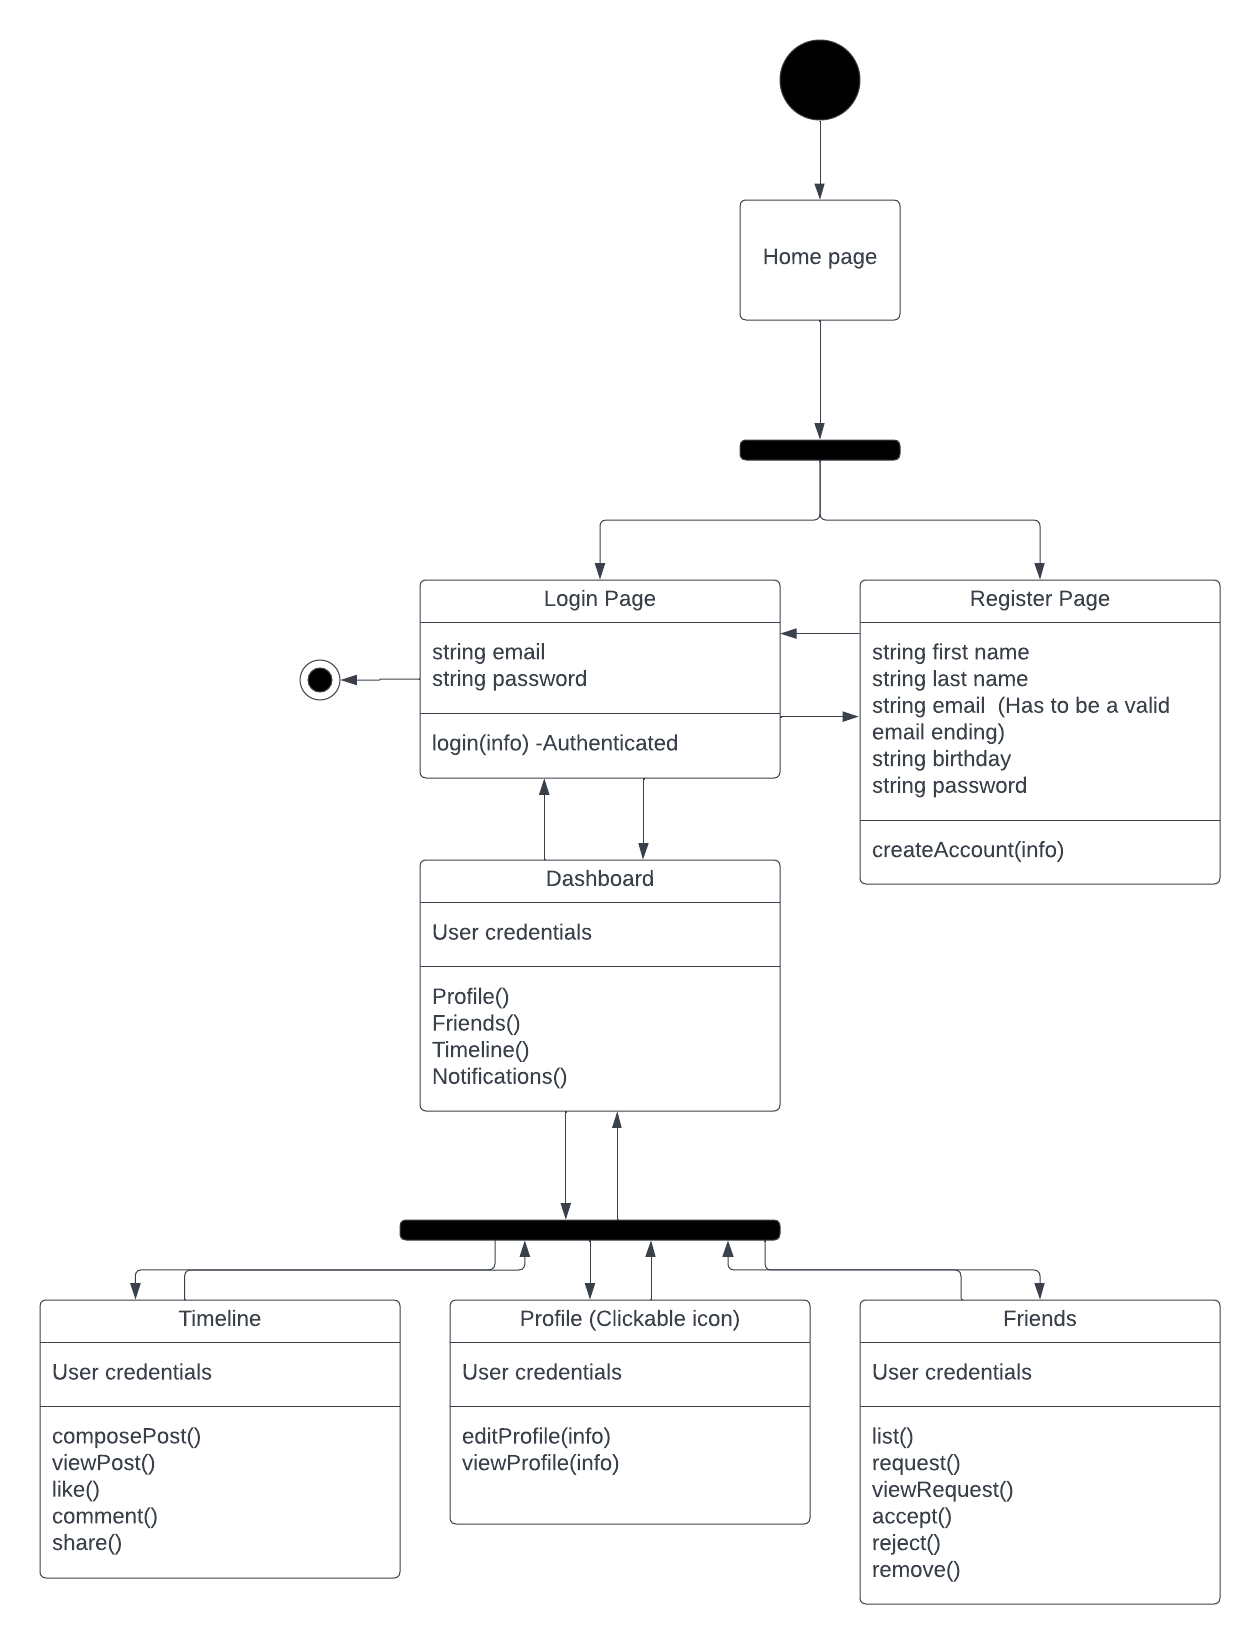 Home page
Login Page
string email
string password
login(info) -Authenticated
Register Page
string first name
string last name
string email  (Has to be a valid
email ending)
string birthday
string password
createAccount(info)
Dashboard
User credentials
Profile()
Friends()
Timeline()
Notifications()
Timeline
User credentials
composePost()
viewPost()
like()
comment()
share()
Profile (Clickable icon)
User credentials
editProfile(info)
viewProfile(info)
Friends
User credentials
list()
request()
viewRequest()
accept()
reject()
remove()